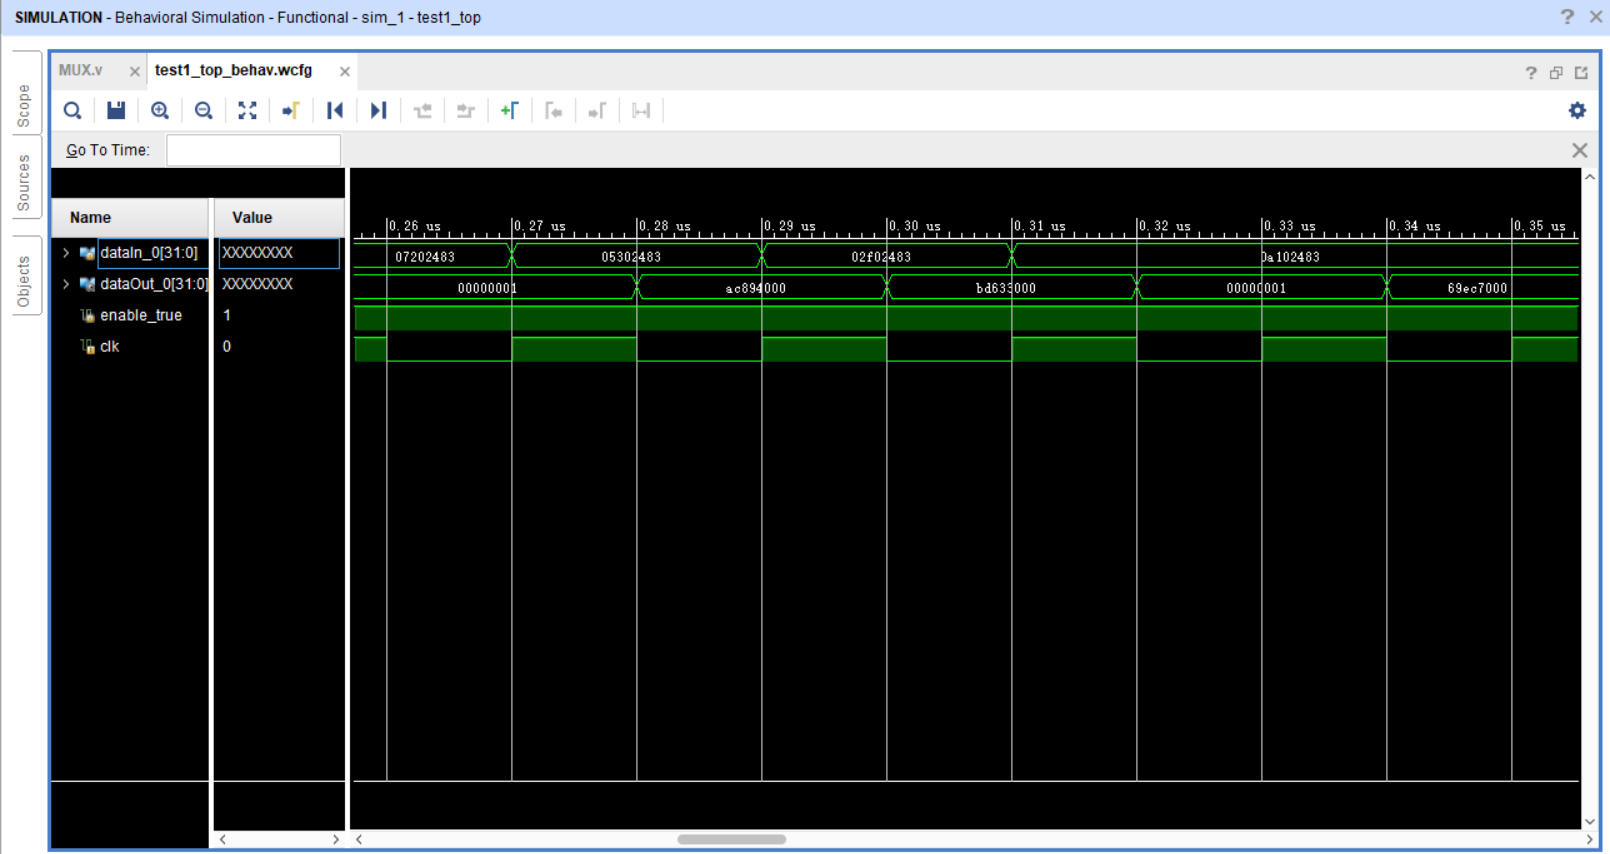 SIMULATION - Behavioral Simulation - Functional - sim_1 - test1_top
Scope
Sources
Objects
MUX.v
test1_top_behav.wcfg
Go To Time:
Name Value
0.26 us 0.27 us 0.28 us 0.29 us 0.30 us 0.31 us 0.32 us 0.33 us 0.34 us 0.35 us
dataIn_0[31:0] XXXXXXXX 07202483 05302483 02f02483 0a102483
dataOut_0[31:0] XXXXXXXX 00000001 ac894000 bd633000 00000001 69ec7000
enable_true 1
clk 0